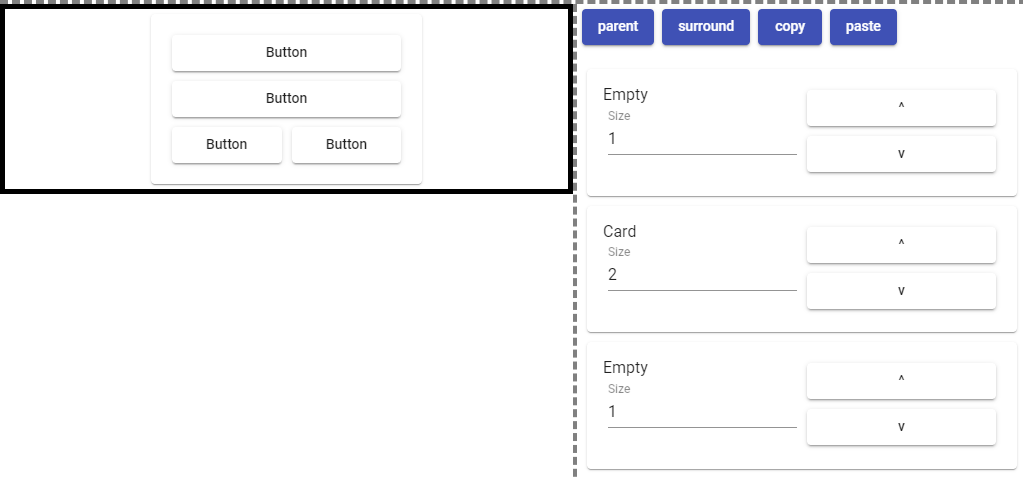 Button
Button
Button Button
parent surround copy paste
Empty
Size
1
^
v
Card
Size
2
^
v
Empty
Size
1
^
v